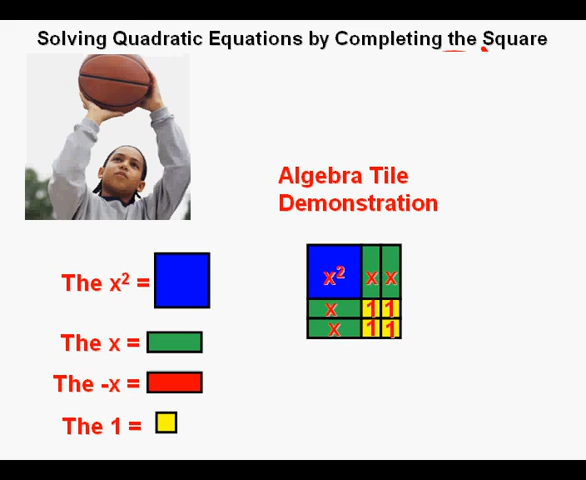 Solving Quadratic Equations by Completing the Square
Algebra Tile
Demonstration
The x² =
x² x x
x 1 1
x 1 1
The x =
The -x =
The 1 =